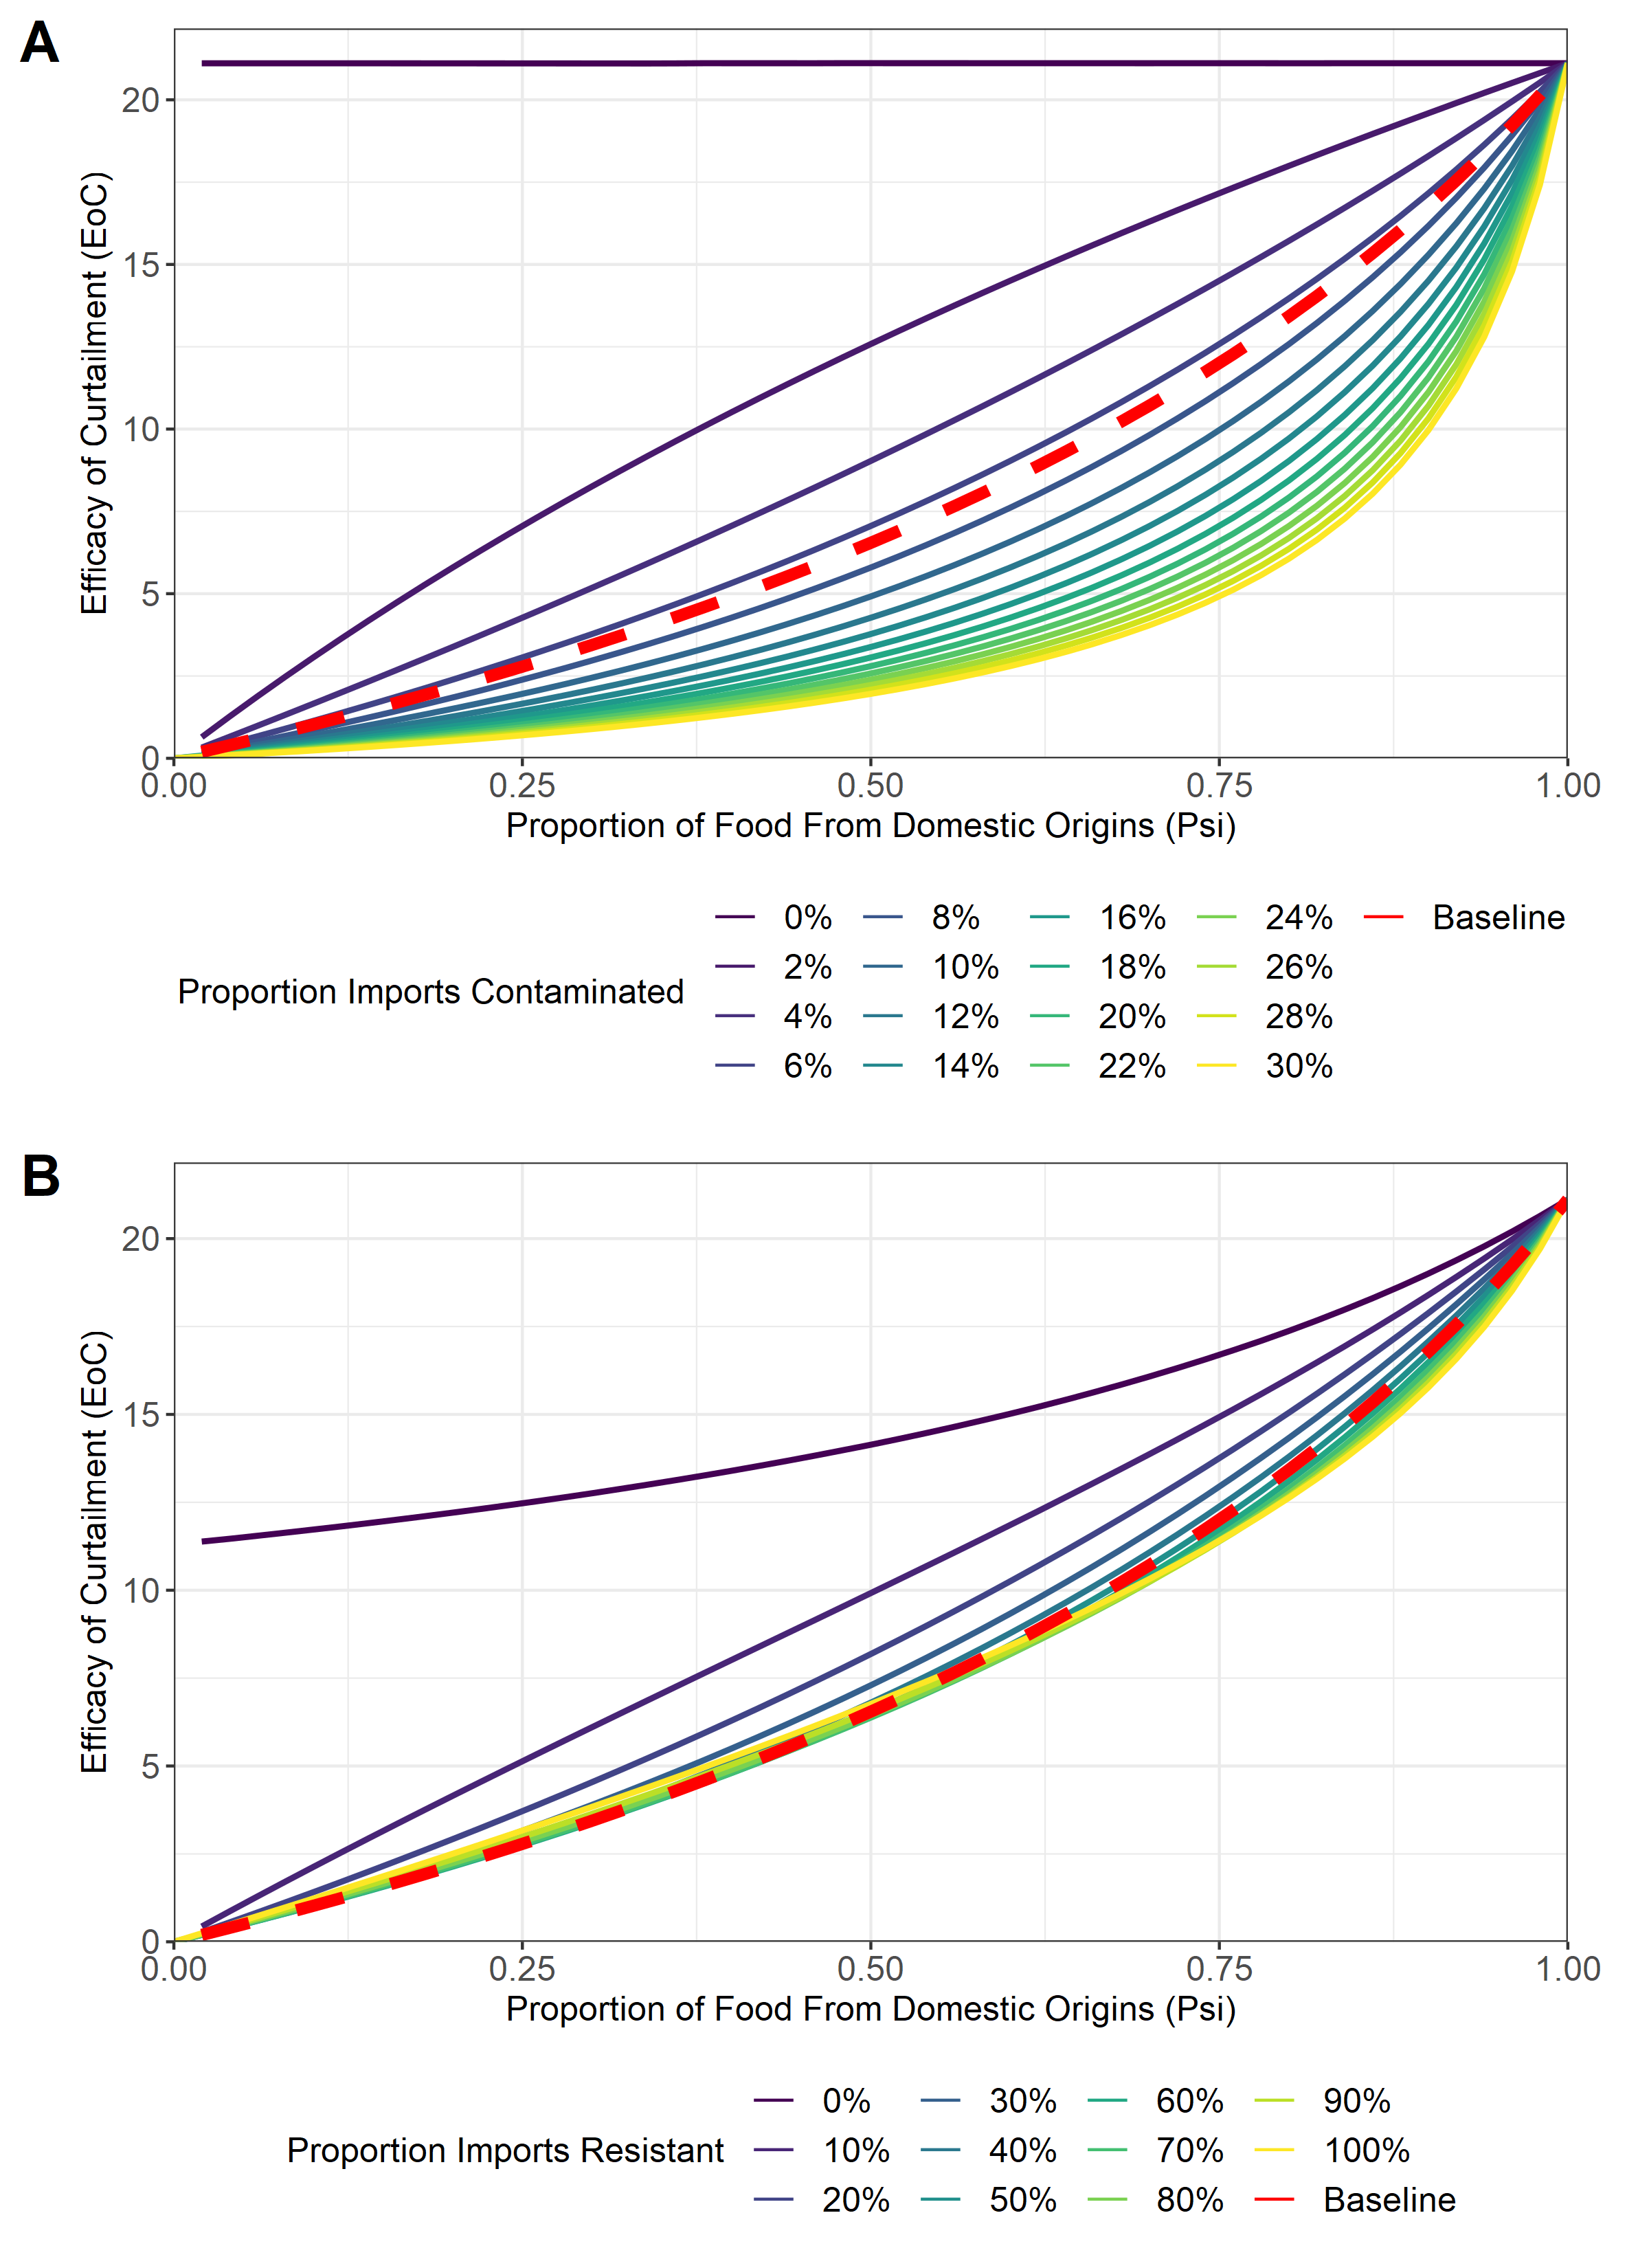 A
Efficacy of Curtailment (EoC)
20
15
10
5
0
0.00 0.25 0.50 0.75 1.00
Proportion of Food From Domestic Origins (Psi)
Proportion Imports Contaminated
0% 8% 16% 24% Baseline
2% 10% 18% 26%
4% 12% 20% 28%
6% 14% 22% 30%
B
Efficacy of Curtailment (EoC)
20
15
10
5
0
0.00 0.25 0.50 0.75 1.00
Proportion of Food From Domestic Origins (Psi)
Proportion Imports Resistant
0% 30% 60% 90%
10% 40% 70% 100%
20% 50% 80% Baseline